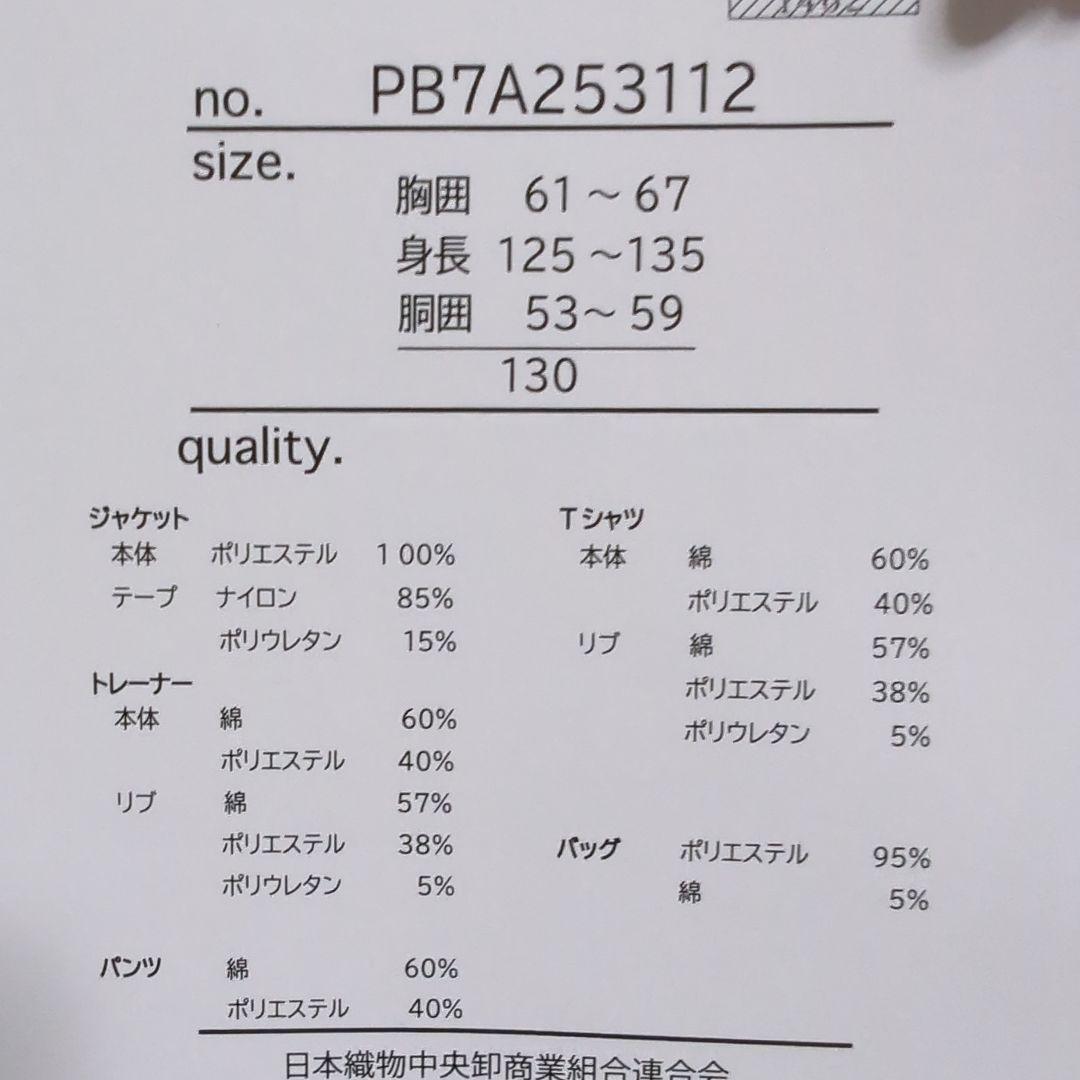 no. PB7A253112
size.
胸囲 61～67
身長 125～135
胴囲 53～59
130
quality.
ジャケット
本体 ポリエステル 100%
テープ ナイロン 85%
ポリウレタン 15%
トレーナー
本体 綿 60%
ポリエステル 40%
リブ 綿 57%
ポリエステル 38%
ポリウレタン 5%
パンツ 綿 60%
ポリエステル 40%
Tシャツ
本体 綿 60%
ポリエステル 40%
リブ 綿 57%
ポリエステル 38%
ポリウレタン 5%
バッグ ポリエステル 95%
綿 5%
日本織物中央卸商業組合連合会